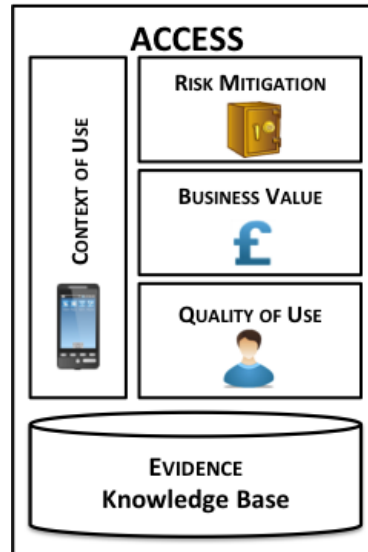 ACCESS
CONTEXT OF USE
RISK MITIGATION
BUSINESS VALUE
£
QUALITY OF USE
EVIDENCE
Knowledge Base